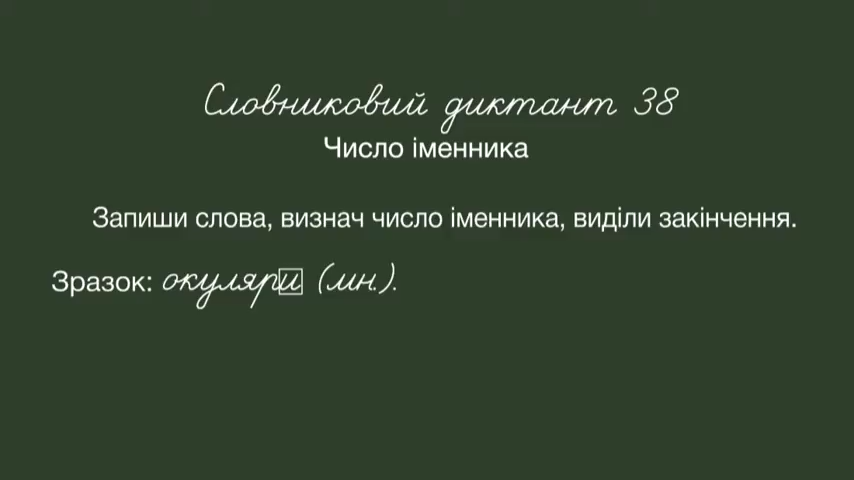 Словниковий диктант 38
Число іменника
Запиши слова, визнач число іменника, виділи закінчення.
Зразок: окуляри (мн.).